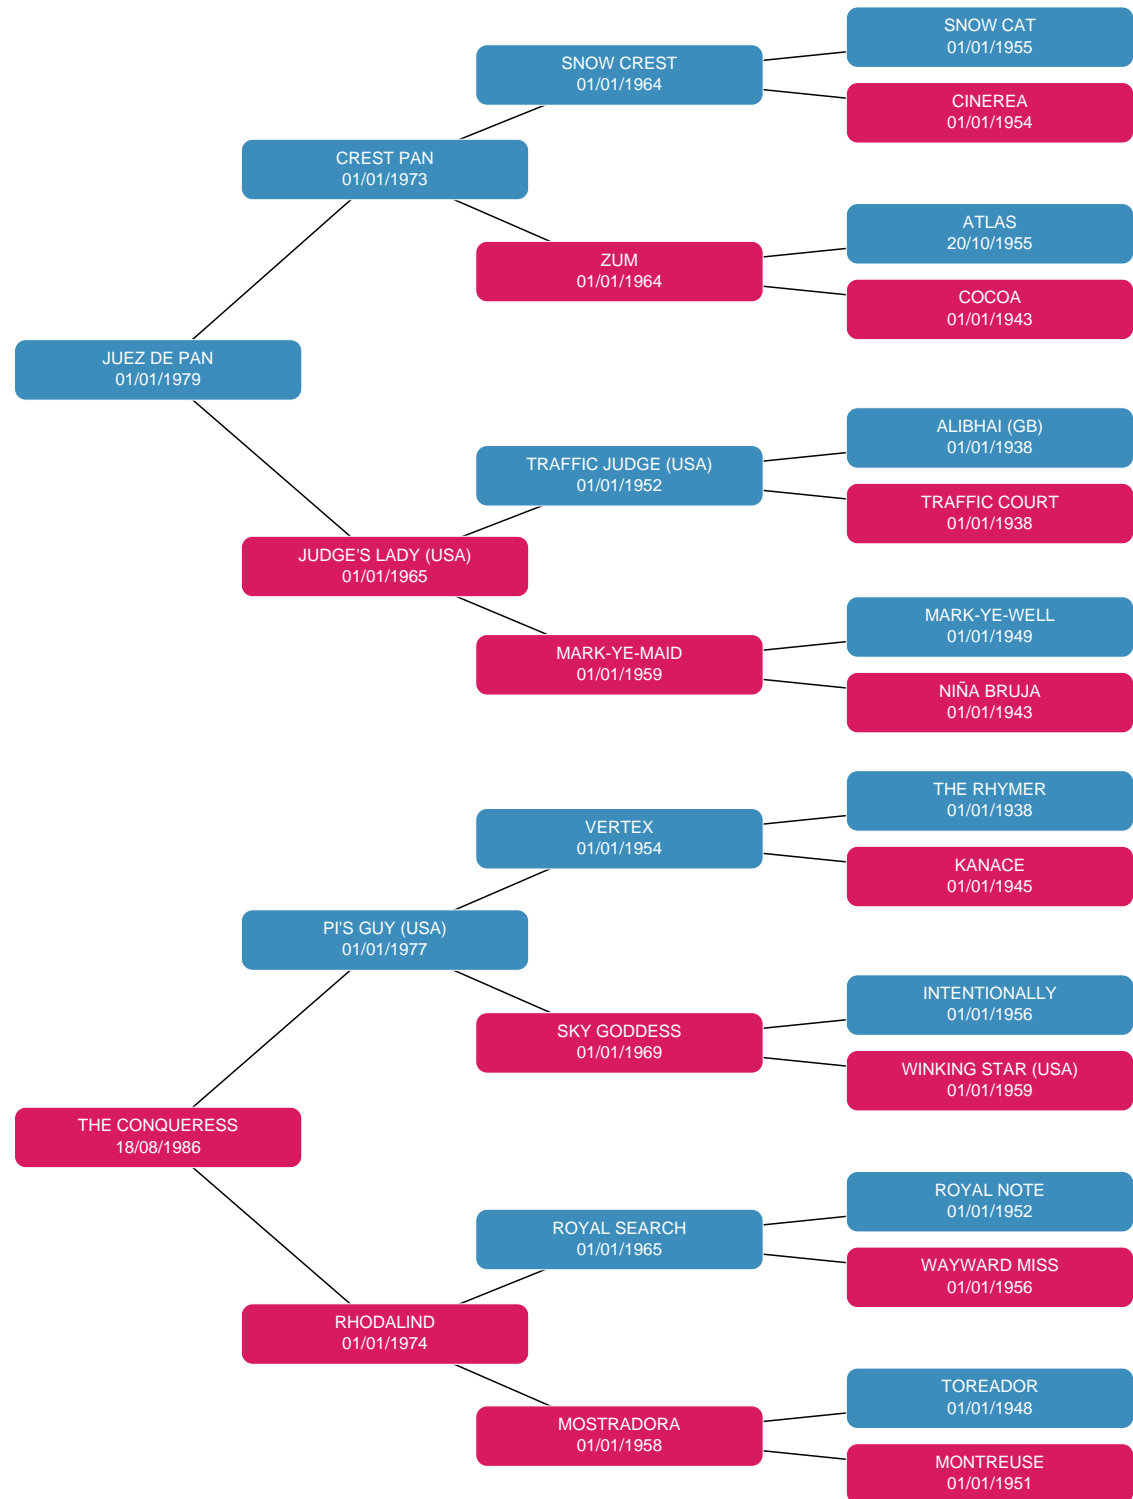 SNOW CAT
01/01/1955
SNOW CREST
01/01/1964
CINEREA
01/01/1954
CREST PAN
01/01/1973
ATLAS
20/10/1955
ZUM
01/01/1964
COCOA
01/01/1943
JUEZ DE PAN
01/01/1979
ALIBHAI (GB)
01/01/1938
TRAFFIC JUDGE (USA)
01/01/1952
TRAFFIC COURT
01/01/1938
JUDGE'S LADY (USA)
01/01/1965
MARK-YE-WELL
01/01/1949
MARK-YE-MAID
01/01/1959
NIÑA BRUJA
01/01/1943
THE RHYMER
01/01/1938
VERTEX
01/01/1954
KANACE
01/01/1945
PI'S GUY (USA)
01/01/1977
INTENTIONALLY
01/01/1956
SKY GODDESS
01/01/1969
WINKING STAR (USA)
01/01/1959
THE CONQUERESS
18/08/1986
ROYAL NOTE
01/01/1952
ROYAL SEARCH
01/01/1965
WAYWARD MISS
01/01/1956
RHODALIND
01/01/1974
TOREADOR
01/01/1948
MOSTRADORA
01/01/1958
MONTREUSE
01/01/1951